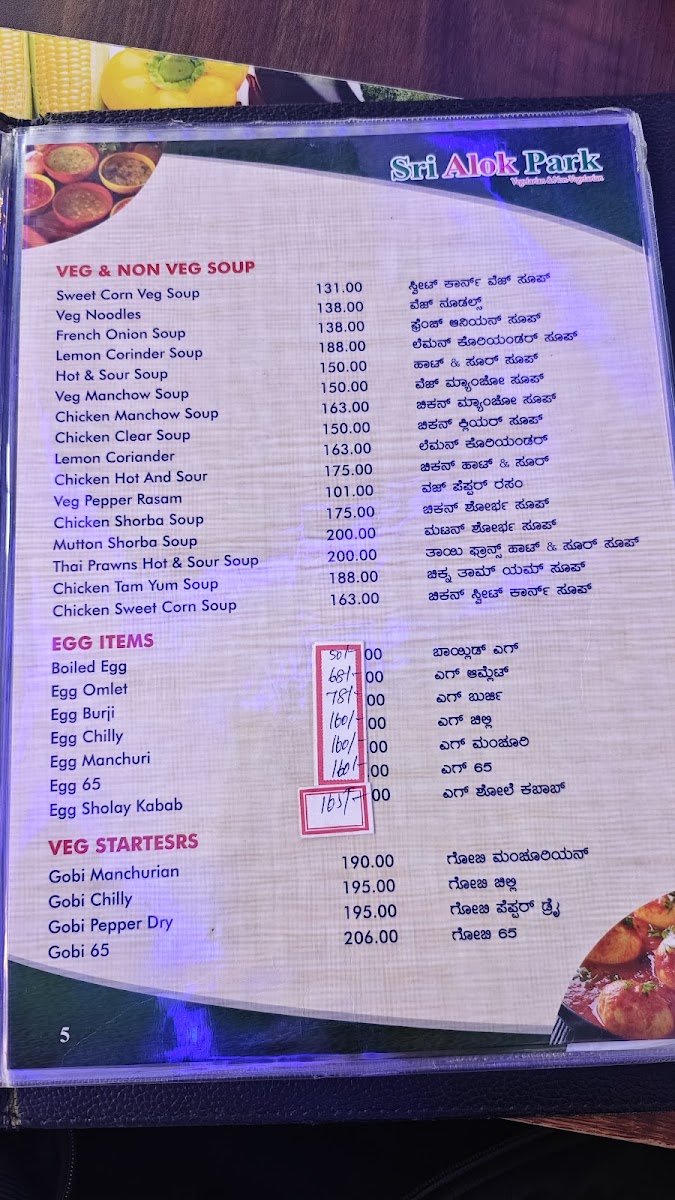 Sri Alok Park
Vegetarian & Non-Vegetarian
VEG & NON VEG SOUP
Sweet Corn Veg Soup 131.00 ಸ್ವೀಟ್ ಕಾರ್ನ್ ವೆಜ್ ಸೂಪ್
Veg Noodles 138.00 ವೆಜ್ ನೂಡಲ್ಸ್
French Onion Soup 138.00 ಫ್ರೆಂಚ್ ಆನಿಯನ್ ಸೂಪ್
Lemon Corinder Soup 188.00 ಲೆಮನ್ ಕೊರಿಯಂಡರ್ ಸೂಪ್
Hot & Sour Soup 150.00 ಹಾಟ್ & ಸೂರ್ ಸೂಪ್
Veg Manchow Soup 150.00 ವೆಜ್ ಮ್ಯಾಂಚೋ ಸೂಪ್
Chicken Manchow Soup 163.00 ಚಿಕನ್ ಮ್ಯಾಂಚೋ ಸೂಪ್
Chicken Clear Soup 150.00 ಚಿಕನ್ ಕ್ಲಿಯರ್ ಸೂಪ್
Lemon Coriander 163.00 ಲೆಮನ್ ಕೊರಿಯಂಡರ್
Chicken Hot And Sour 175.00 ಚಿಕನ್ ಹಾಟ್ & ಸೂರ್
Veg Pepper Rasam 101.00 ವೆಜ್ ಪೆಪ್ಪರ್ ರಸಂ
Chicken Shorba Soup 175.00 ಚಿಕನ್ ಶೋರ್ಭ ಸೂಪ್
Mutton Shorba Soup 200.00 ಮಟನ್ ಶೋರ್ಭ ಸೂಪ್
Thai Prawns Hot & Sour Soup 200.00 ತಾಯಿ ಫ್ರಾನ್ಸ್ ಹಾಟ್ & ಸೂರ್ ಸೂಪ್
Chicken Tam Yum Soup 188.00 ಚಿಕ್ನ ತಾಮ್ ಯಮ್ ಸೂಪ್
Chicken Sweet Corn Soup 163.00 ಚಿಕನ್ ಸ್ವೀಟ್ ಕಾರ್ನ್ ಸೂಪ್
EGG ITEMS
Boiled Egg 50/- 00 ಬಾಯ್ಲಿಡ್ ಎಗ್
Egg Omlet 68/- 00 ಎಗ್ ಆಮ್ಲೆಟ್
Egg Burji 78/- 00 ಎಗ್ ಬುರ್ಜಿ
Egg Chilly 160/- 00 ಎಗ್ ಚಿಲ್ಲಿ
Egg Manchuri 160/- 00 ಎಗ್ ಮಂಚೂರಿ
Egg 65 160/- .00 ಎಗ್ 65
Egg Sholay Kabab 165/- 00 ಎಗ್ ಶೋಲೆ ಕಬಾಬ್
VEG STARTESRS
Gobi Manchurian 190.00 ಗೋಬಿ ಮಂಚೂರಿಯನ್
Gobi Chilly 195.00 ಗೋಬಿ ಚಿಲ್ಲಿ
Gobi Pepper Dry 195.00 ಗೋಬಿ ಪೆಪ್ಪರ್ ಡ್ರೈ
Gobi 65 206.00 ಗೋಬಿ 65
5